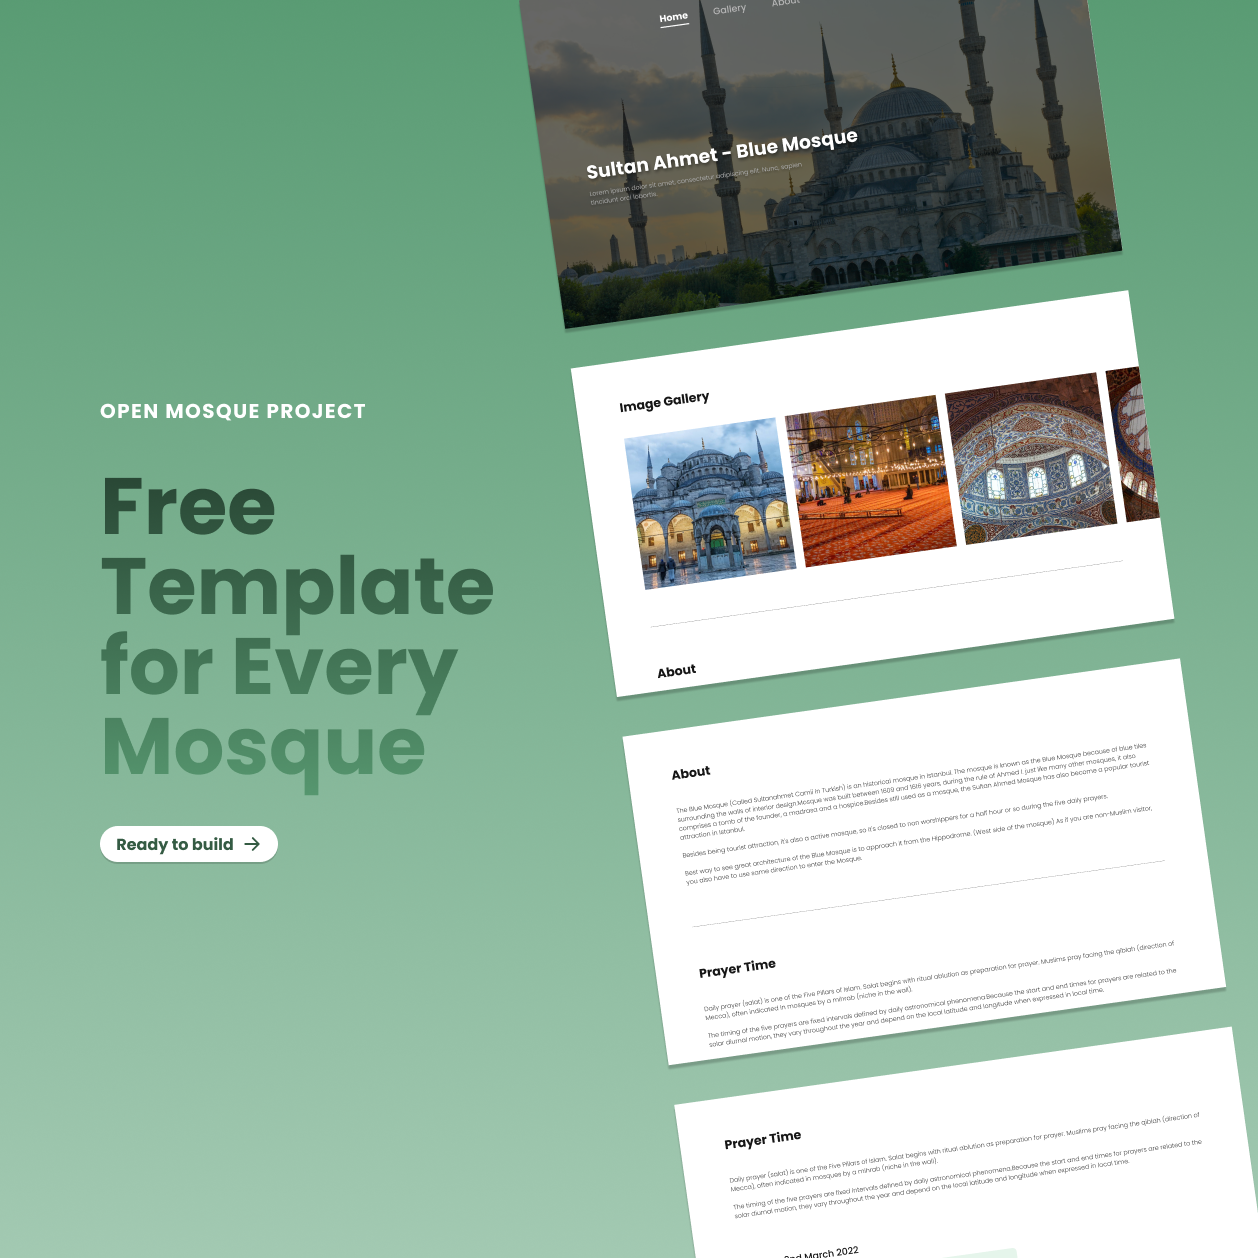 Home Gallery About
Sultan Ahmet - Blue Mosque
Lorem ipsum dolor sit amet, consectetur adipiscing elit. Nunc, sapien
tincidunt orci lobortis.
OPEN MOSQUE PROJECT
Free
Template
for Every
Mosque
Ready to build
Image Gallery
About
About
The Blue Mosque (Called Sultanahmet Camii in Turkish) is an historical mosque in Istanbul. The mosque is known as the Blue Mosque because of blue tiles
surrounding the walls of interior design.Mosque was built between 1609 and 1616 years, during the rule of Ahmed I. just like many other mosques, it also
comprises a tomb of the founder, a madrasa and a hospice.Besides still used as a mosque, the Sultan Ahmed Mosque has also become a popular tourist
attraction in Istanbul.
Besides being tourist attraction, it's also a active mosque, so it's closed to non worshippers for a half hour or so during the five daily prayers.
Best way to see great architecture of the Blue Mosque is to approach it from the Hippodrome. (West side of the mosque) As if you are non-Muslim visitor,
you also have to use same direction to enter the Mosque.
Prayer Time
Daily prayer (salat) is one of the Five Pillars of Islam. Salat begins with ritual ablution as preparation for prayer. Muslims pray facing the qiblah (direction of
Mecca), often indicated in mosques by a mihrab (niche in the wall).
The timing of the five prayers are fixed intervals defined by daily astronomical phenomena.Because the start and end times for prayers are related to the
solar diurnal motion, they vary throughout the year and depend on the local latitude and longitude when expressed in local time.
Prayer Time
Daily prayer (salat) is one of the Five Pillars of Islam. Salat begins with ritual ablution as preparation for prayer. Muslims pray facing the qiblah (direction of
Mecca), often indicated in mosques by a mihrab (niche in the wall).
The timing of the five prayers are fixed intervals defined by daily astronomical phenomena.Because the start and end times for prayers are related to the
solar diurnal motion, they vary throughout the year and depend on the local latitude and longitude when expressed in local time.
2nd March 2022